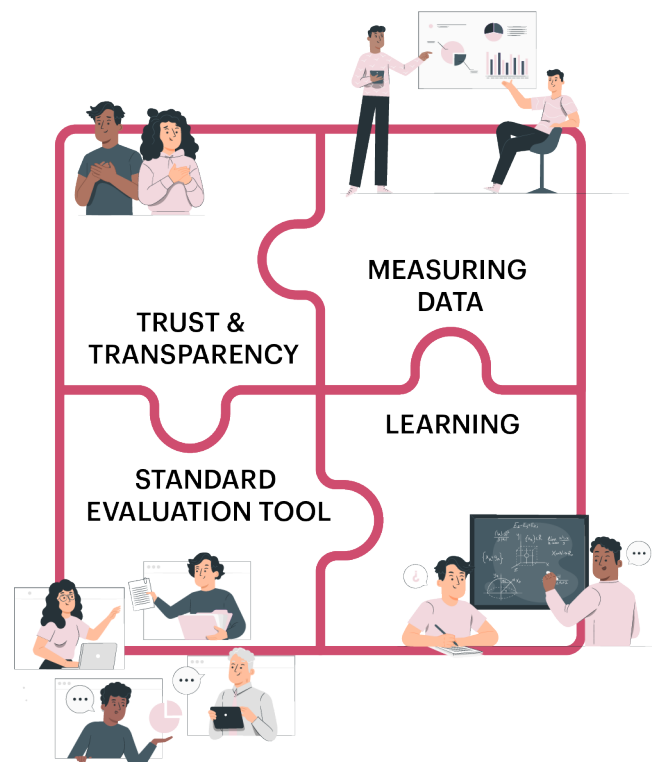 MEASURING
DATA
TRUST &
TRANSPARENCY
LEARNING
STANDARD
EVALUATION TOOL